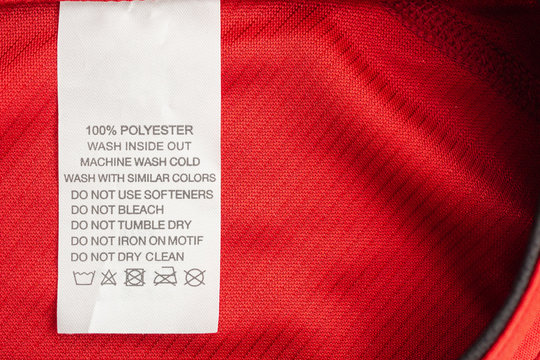 100% POLYESTER
WASH INSIDE OUT
MACHINE WASH COLD
WASH WITH SIMILAR COLORS
DO NOT USE SOFTENERS
DO NOT BLEACH
DO NOT TUMBLE DRY
DO NOT IRON ON MOTIF
DO NOT DRY CLEAN